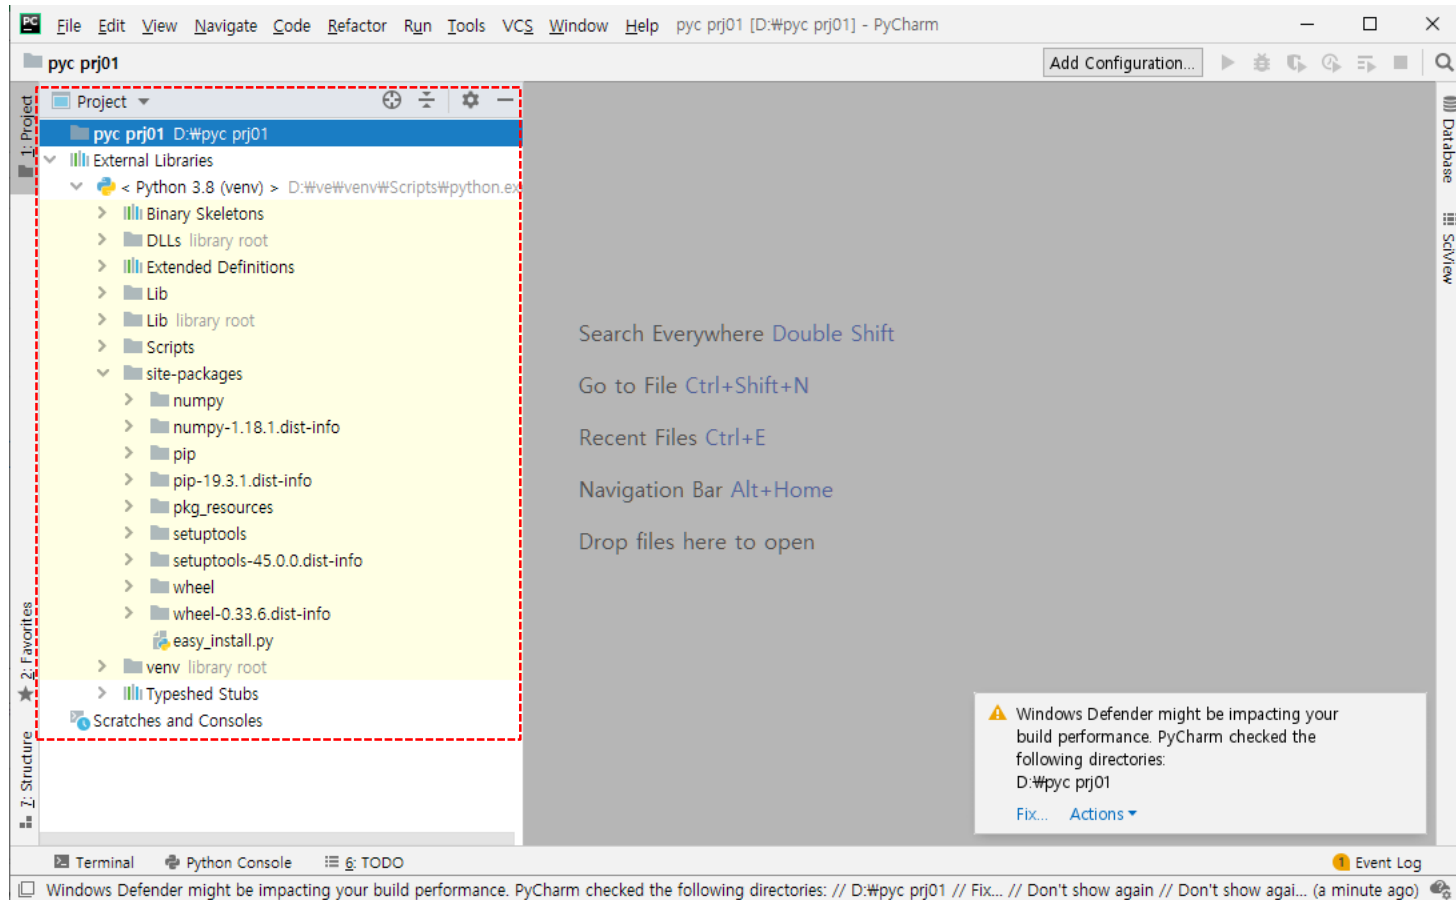 PC File Edit View Navigate Code Refactor Run Tools VCS Window Help pyc prj01 [D:₩pyc prj01] - PyCharm
pyc prj01
Add Configuration...
1: Project
2: Favorites
7: Structure
Project
pyc prj01 D:₩pyc prj01
External Libraries
< Python 3.8 (venv) > D:₩ve₩venv₩Scripts₩python.ex
Binary Skeletons
DLLs library root
Extended Definitions
Lib
Lib library root
Scripts
site-packages
numpy
numpy-1.18.1.dist-info
pip
pip-19.3.1.dist-info
pkg_resources
setuptools
setuptools-45.0.0.dist-info
wheel
wheel-0.33.6.dist-info
easy_install.py
venv library root
Typeshed Stubs
Scratches and Consoles
Search Everywhere Double Shift
Go to File Ctrl+Shift+N
Recent Files Ctrl+E
Navigation Bar Alt+Home
Drop files here to open
Database
SciView
Windows Defender might be impacting your
build performance. PyCharm checked the
following directories:
D:₩pyc prj01
Fix... Actions
Terminal Python Console 6: TODO
1 Event Log
Windows Defender might be impacting your build performance. PyCharm checked the following directories: // D:₩pyc prj01 // Fix... // Don't show again // Don't show agai... (a minute ago)